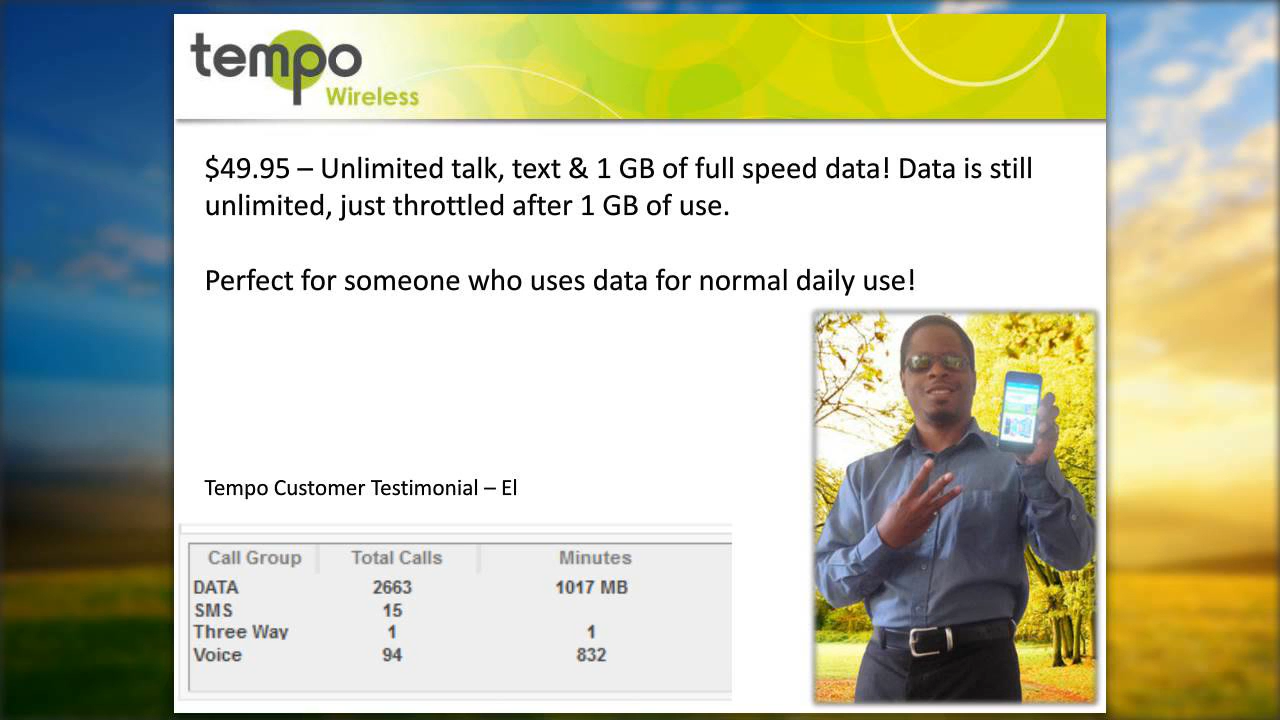 tempo
Wireless
$49.95 – Unlimited talk, text & 1 GB of full speed data! Data is still
unlimited, just throttled after 1 GB of use.
Perfect for someone who uses data for normal daily use!
Tempo Customer Testimonial – El
Call Group Total Calls Minutes
DATA 2663 1017 MB
SMS 15
Three Way 1 1
Voice 94 832